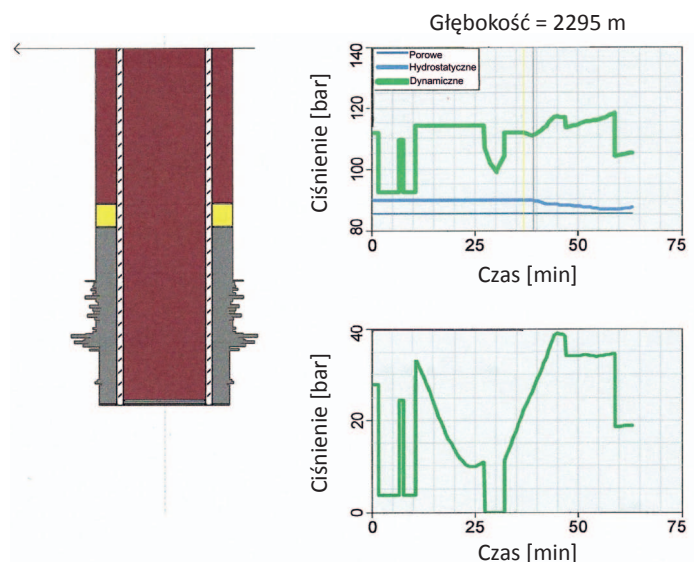 Głębokość = 2295 m
Ciśnienie [bar]
140
120
100
80
Porowe
Hydrostatyczne
Dynamiczne
0 25 50 75
Czas [min]
Ciśnienie [bar]
40
20
0
0 25 50 75
Czas [min]